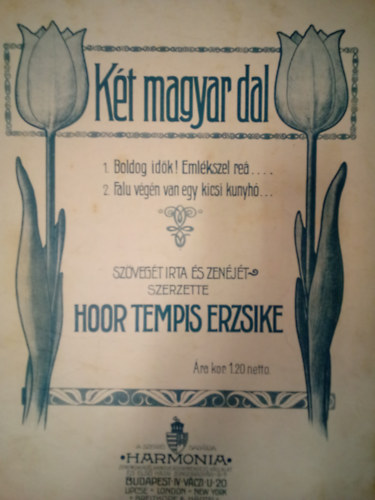 Két magyar dal
1. Boldog idők! Emlékszel reá....
2. Falu végén van egy kicsi kunyhó...
SZÖVEGÉT IRTA ÉS ZENÉJÉT
SZERZETTE
HOOR TEMPIS ERZSIKE
Ára kor 1.20 netto
HARMONIA
BUDAPEST·IV VÁCZI U·20
LIPCSE - LONDON - NEW YORK